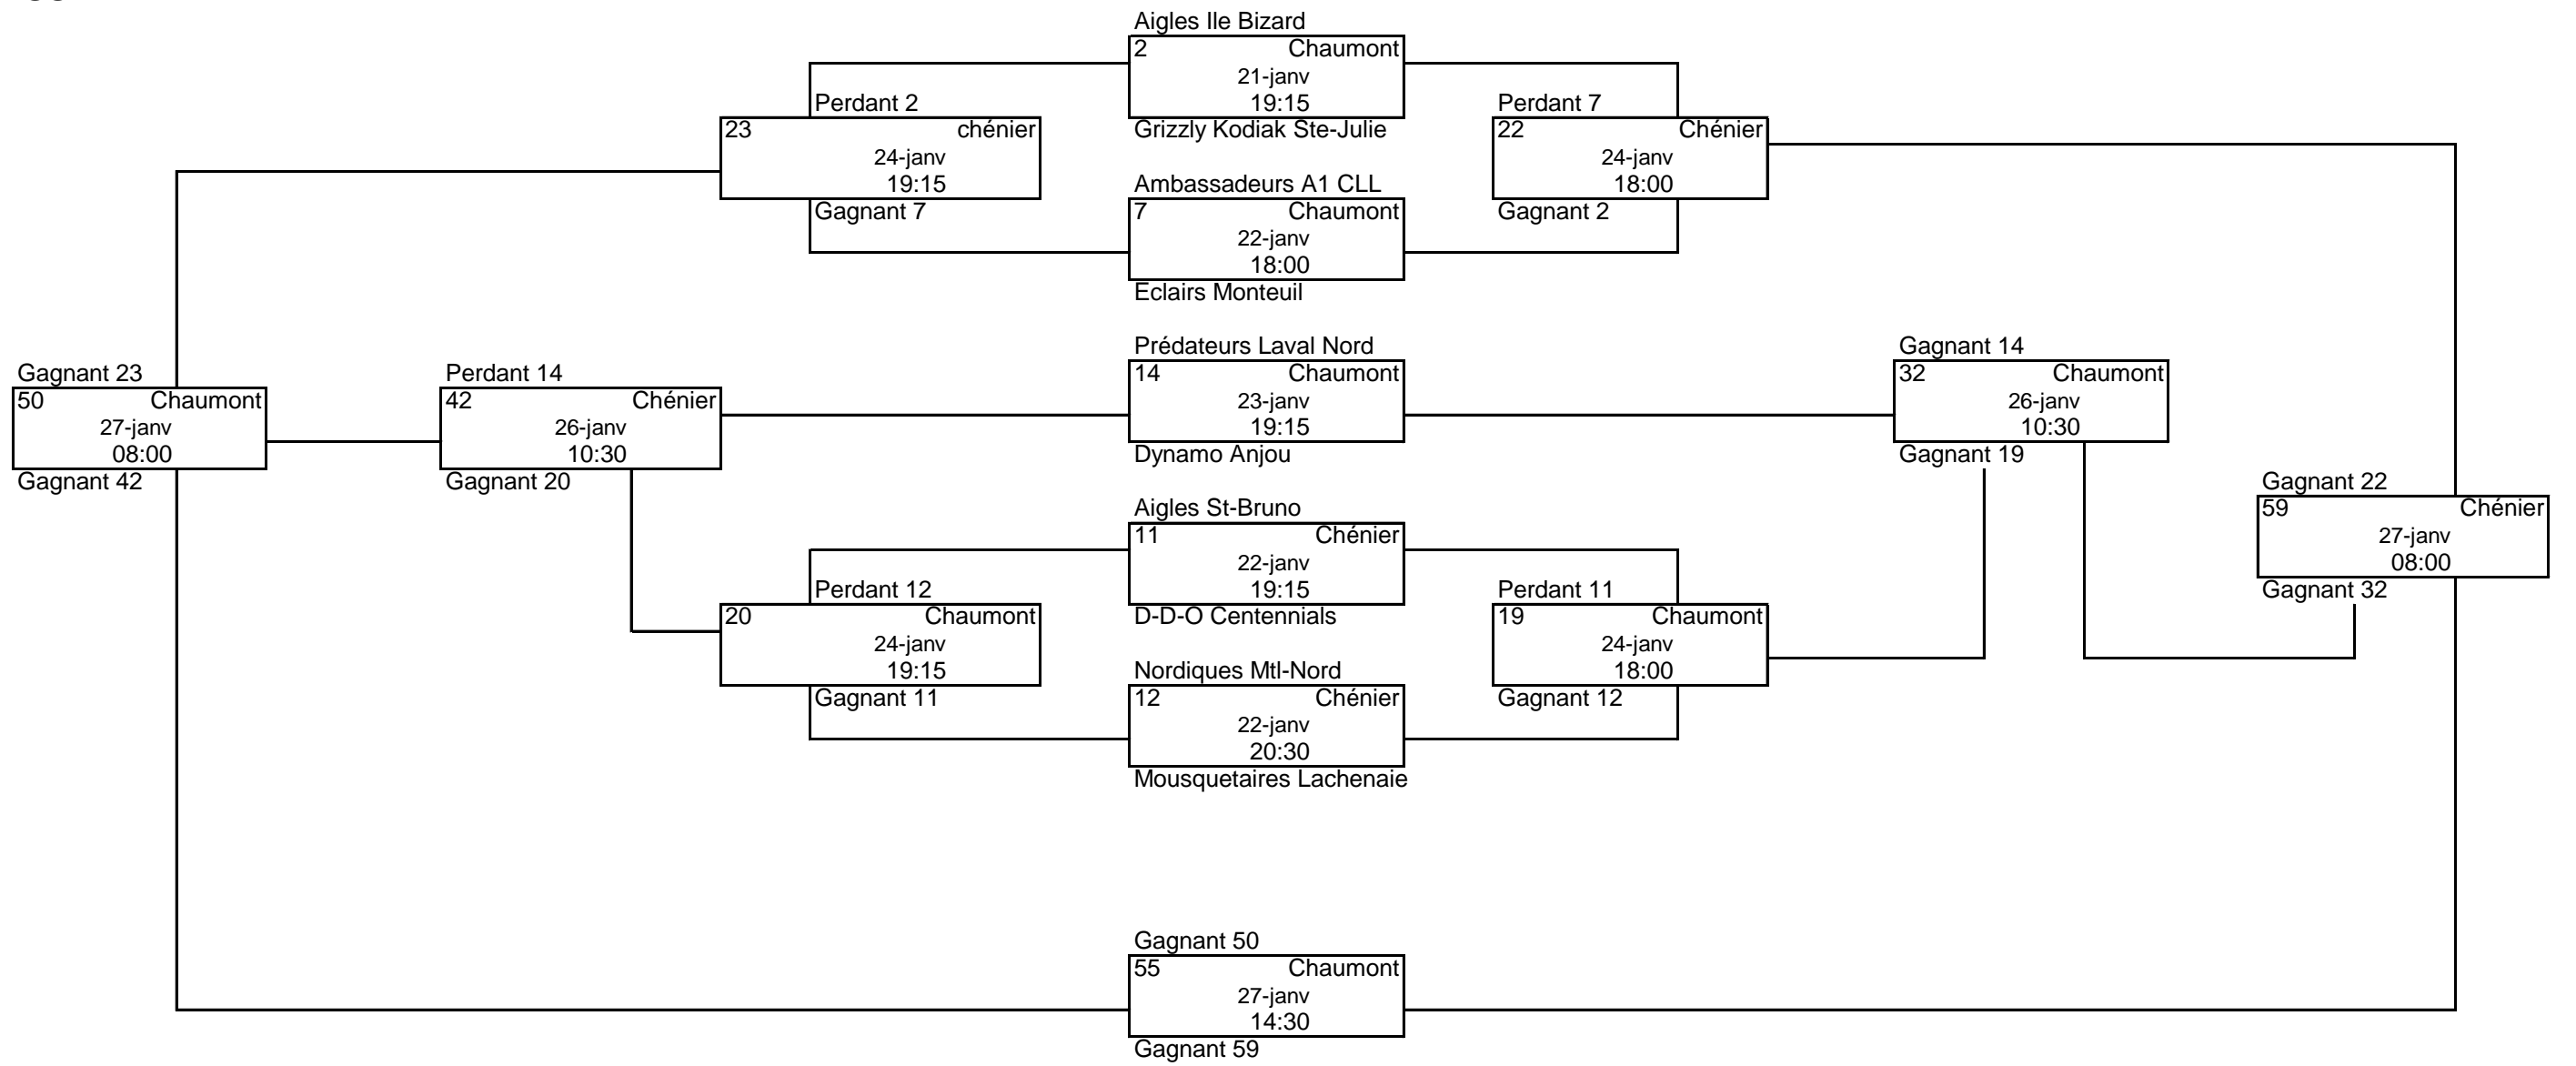 Aigles Ile Bizard
2 Chaumont
21-janv
19:15
Grizzly Kodiak Ste-Julie
Perdant 2
23 chénier
24-janv
19:15
Gagnant 7
Perdant 7
22 Chénier
24-janv
18:00
Gagnant 2
Ambassadeurs A1 CLL
7 Chaumont
22-janv
18:00
Eclairs Monteuil
Prédateurs Laval Nord
14 Chaumont
23-janv
19:15
Dynamo Anjou
Gagnant 23
50 Chaumont
27-janv
08:00
Gagnant 42
Perdant 14
42 Chénier
26-janv
10:30
Gagnant 20
Gagnant 14
32 Chaumont
26-janv
10:30
Gagnant 19
Gagnant 22
59 Chénier
27-janv
08:00
Gagnant 32
Aigles St-Bruno
11 Chénier
22-janv
19:15
D-D-O Centennials
Perdant 12
20 Chaumont
24-janv
19:15
Gagnant 11
Perdant 11
19 Chaumont
24-janv
18:00
Gagnant 12
Nordiques Mtl-Nord
12 Chénier
22-janv
20:30
Mousquetaires Lachenaie
Gagnant 50
55 Chaumont
27-janv
14:30
Gagnant 59